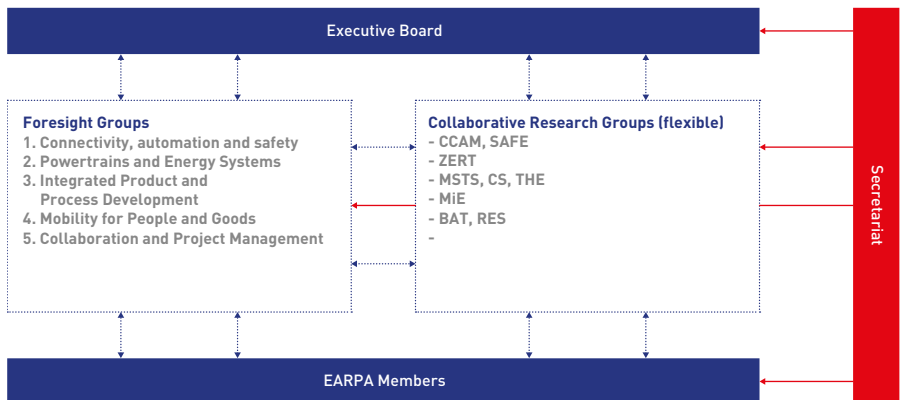 Executive Board
Foresight Groups
1. Connectivity, automation and safety
2. Powertrains and Energy Systems
3. Integrated Product and
Process Development
4. Mobility for People and Goods
5. Collaboration and Project Management
Collaborative Research Groups (flexible)
- CCAM, SAFE
- ZERT
- MSTS, CS, THE
- MiE
- BAT, RES
-
Secretariat
EARPA Members